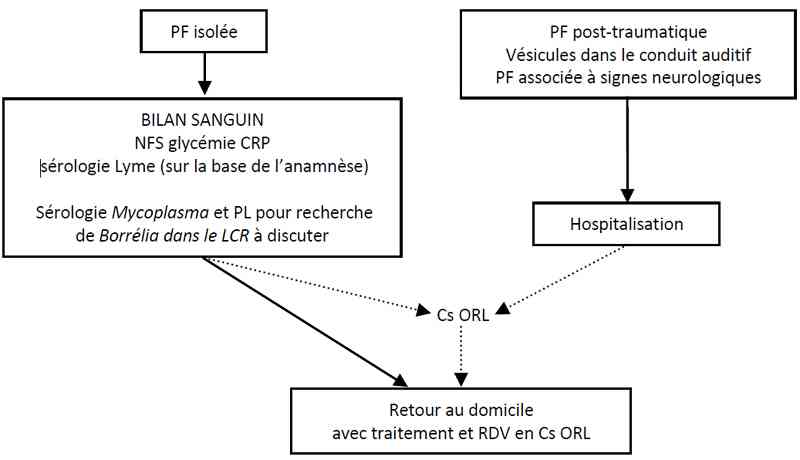 PF isolée
PF post-traumatique
Vésicules dans le conduit auditif
PF associée à signes neurologiques
BILAN SANGUIN
NFS glycémie CRP
sérologie Lyme (sur la base de l'anamnèse)
Sérologie Mycoplasma et PL pour recherche
de Borrélia dans le LCR à discuter
Hospitalisation
Cs ORL
Retour au domicile
avec traitement et RDV en Cs ORL